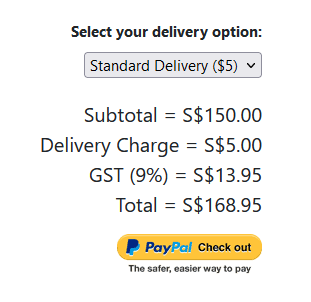 Select your delivery option:
Standard Delivery ($5)
Subtotal = S$150.00
Delivery Charge = S$5.00
GST (9%) = S$13.95
Total = S$168.95
PayPal Check out
The safer, easier way to pay